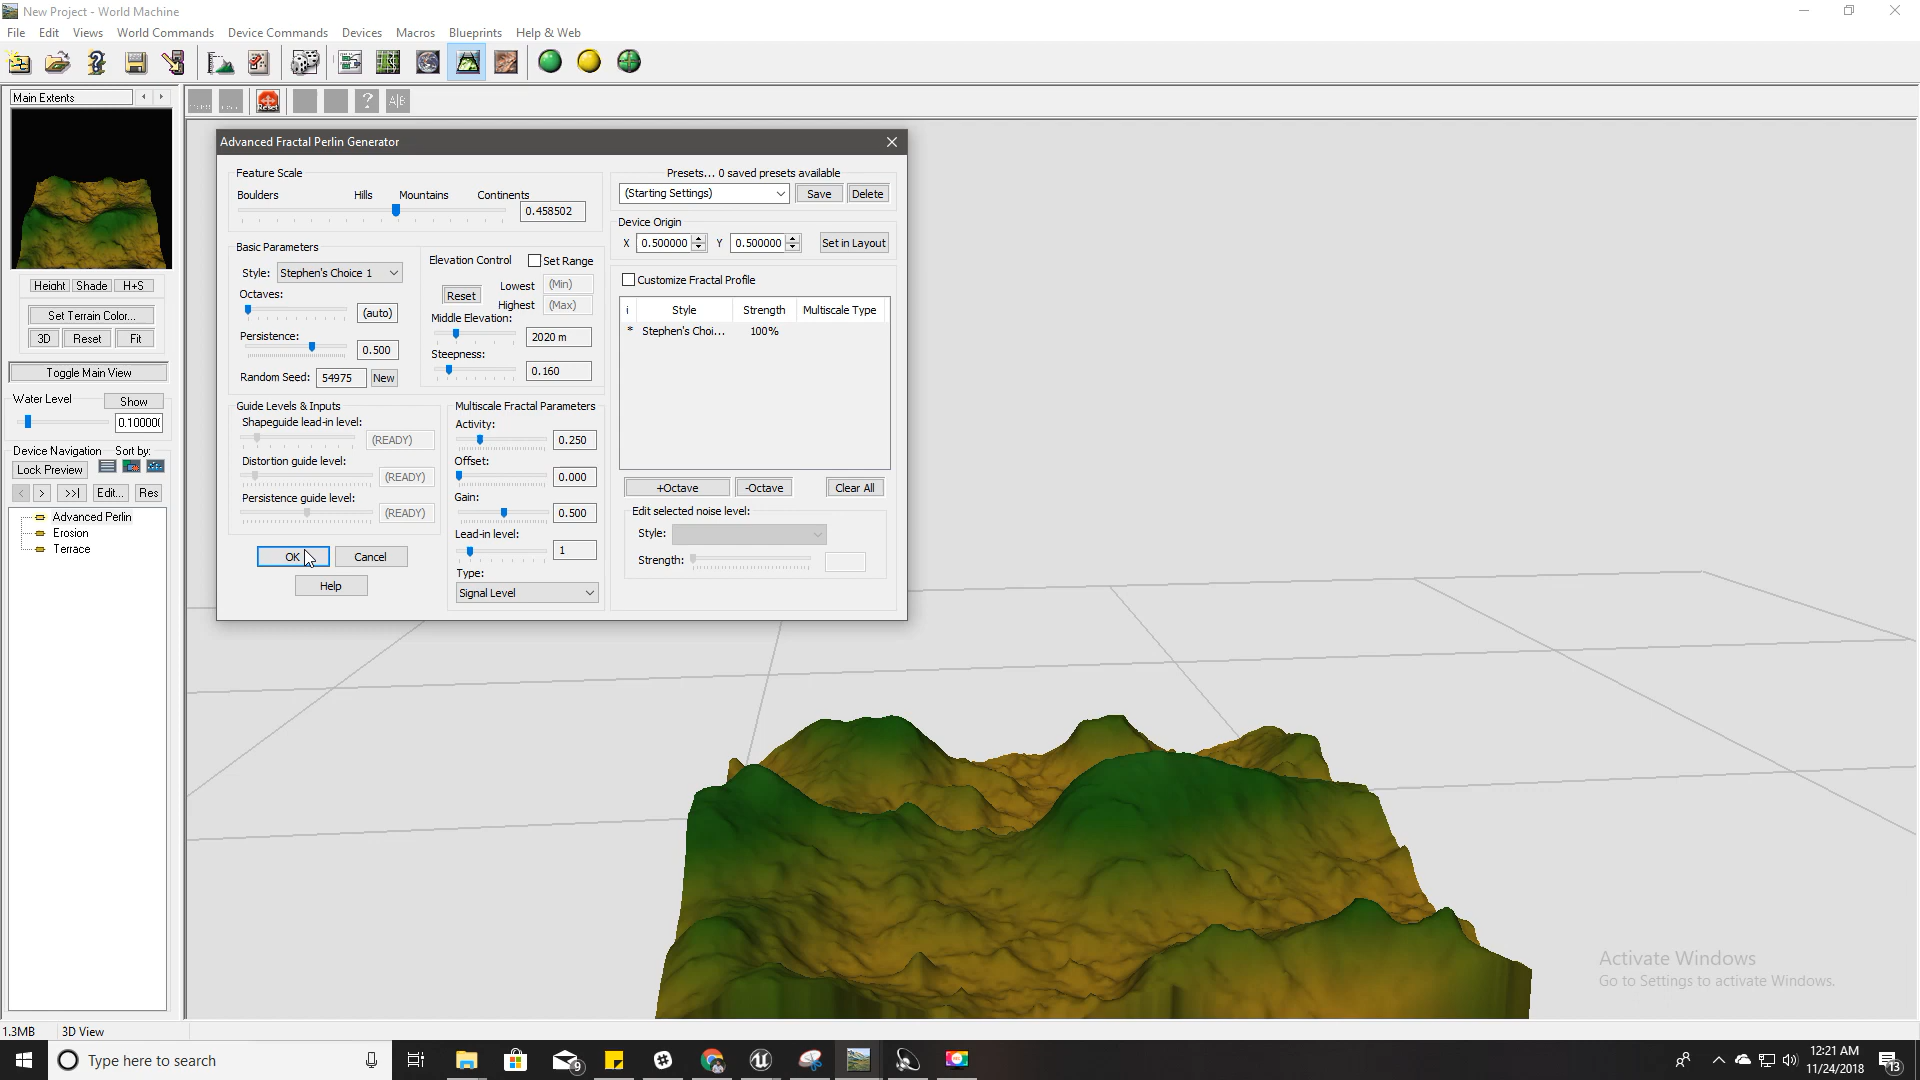 New Project - World Machine
File Edit Views World Commands Device Commands Devices Macros Blueprints Help & Web
Main Extents
Reset ? A|B
Advanced Fractal Perlin Generator
Feature Scale
Boulders Hills Mountains Continents
0.458502
Presets... 0 saved presets available
(Starting Settings) Save Delete
Device Origin
X 0.500000 Y 0.500000 Set in Layout
Basic Parameters
Style: Stephen's Choice 1
Octaves:
(auto)
Persistence:
0.500
Random Seed: 54975 New
Elevation Control Set Range
Reset Lowest (Min)
Highest (Max)
Middle Elevation:
2020 m
Steepness:
0.160
Customize Fractal Profile
i Style Strength Multiscale Type
* Stephen's Choi... 100%
+Octave -Octave Clear All
Edit selected noise level:
Style:
Strength:
Guide Levels & Inputs
Shapeguide lead-in level:
(READY)
Distortion guide level:
(READY)
Persistence guide level:
(READY)
Multiscale Fractal Parameters
Activity:
0.250
Offset:
0.000
Gain:
0.500
Lead-in level:
1
Type:
Signal Level
OK Cancel
Help
Height Shade H+S
Set Terrain Color...
3D Reset Fit
Toggle Main View
Water Level Show
0.10000(
Device Navigation Sort by:
Lock Preview
< > >>| Edit... Res
Advanced Perlin
Erosion
Terrace
Activate Windows
Go to Settings to activate Windows.
1.3MB 3D View
Type here to search
9
12:21 AM
11/24/2018
13